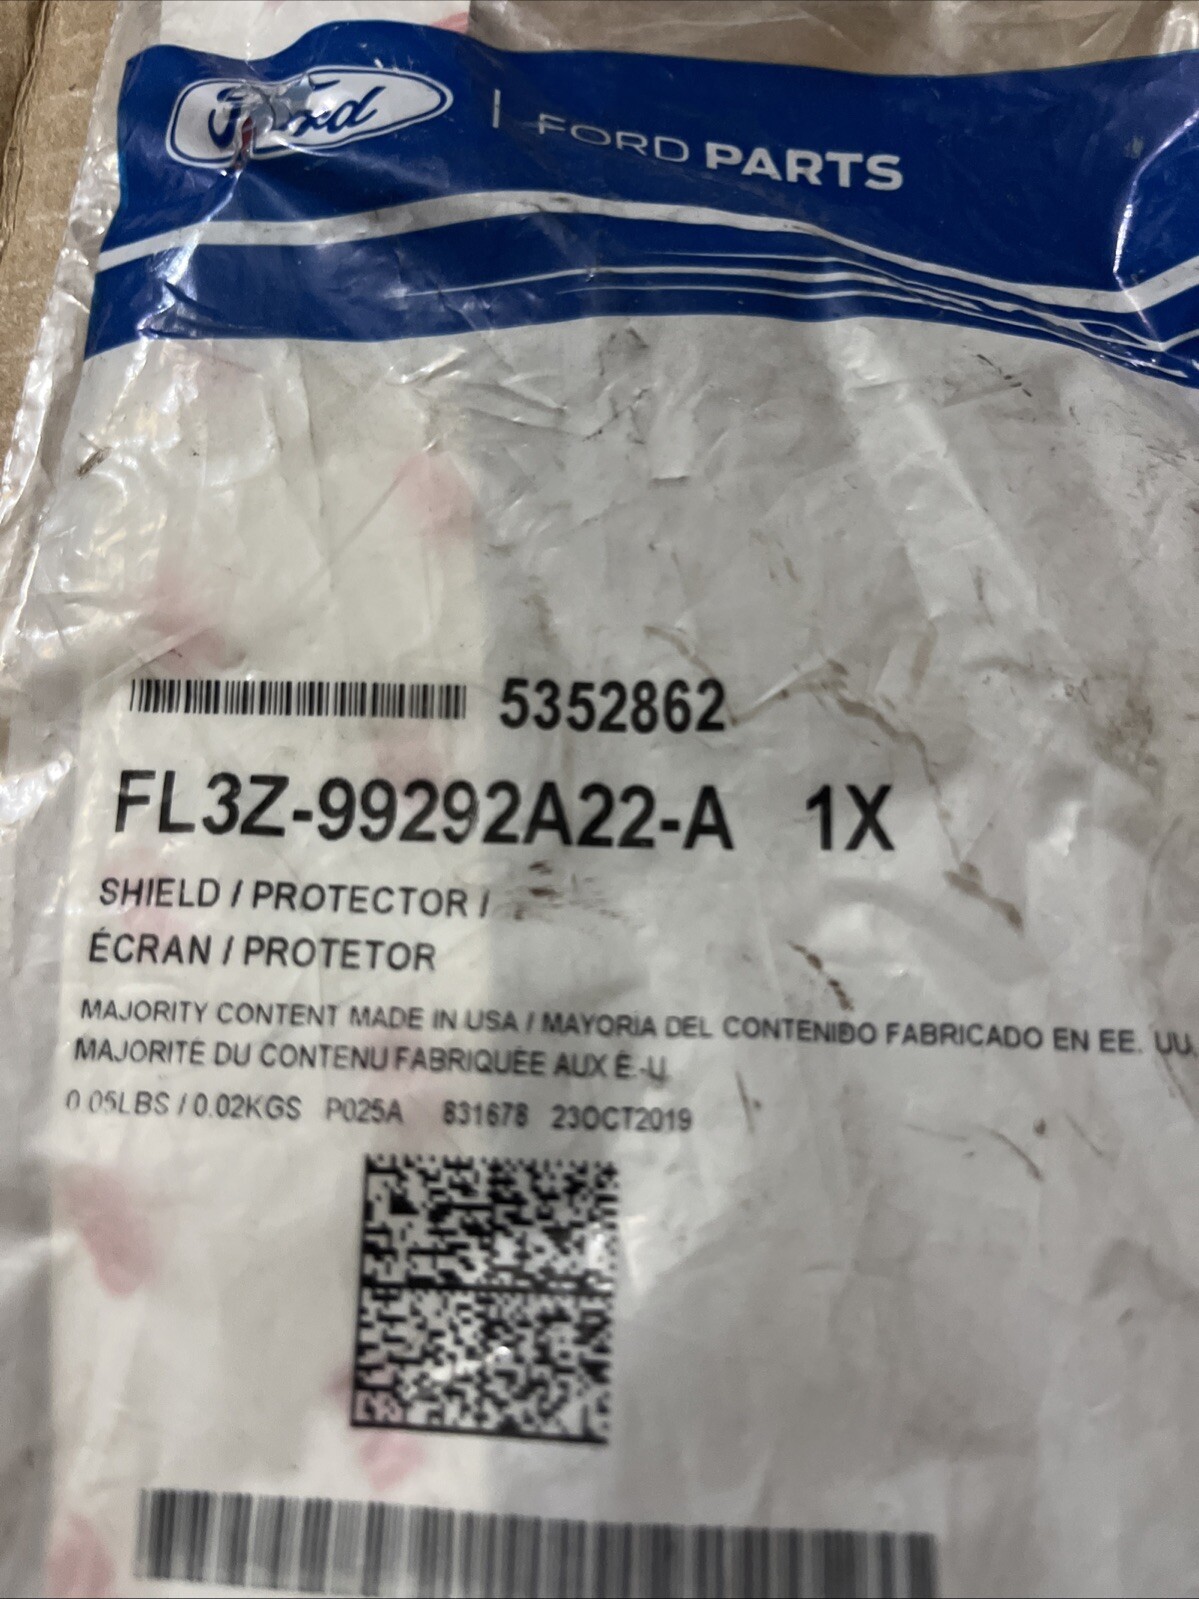 Ford | FORD PARTS
5352862
FL3Z-99292A22-A 1X
SHIELD / PROTECTOR /
ÉCRAN / PROTETOR
MAJORITY CONTENT MADE IN USA / MAYORIA DEL CONTENIDO FABRICADO EN EE. UU.
MAJORITÉ DU CONTENU FABRIQUÉE AUX É.-U.
0.05LBS / 0.02KGS P025A 831678 23OCT2019